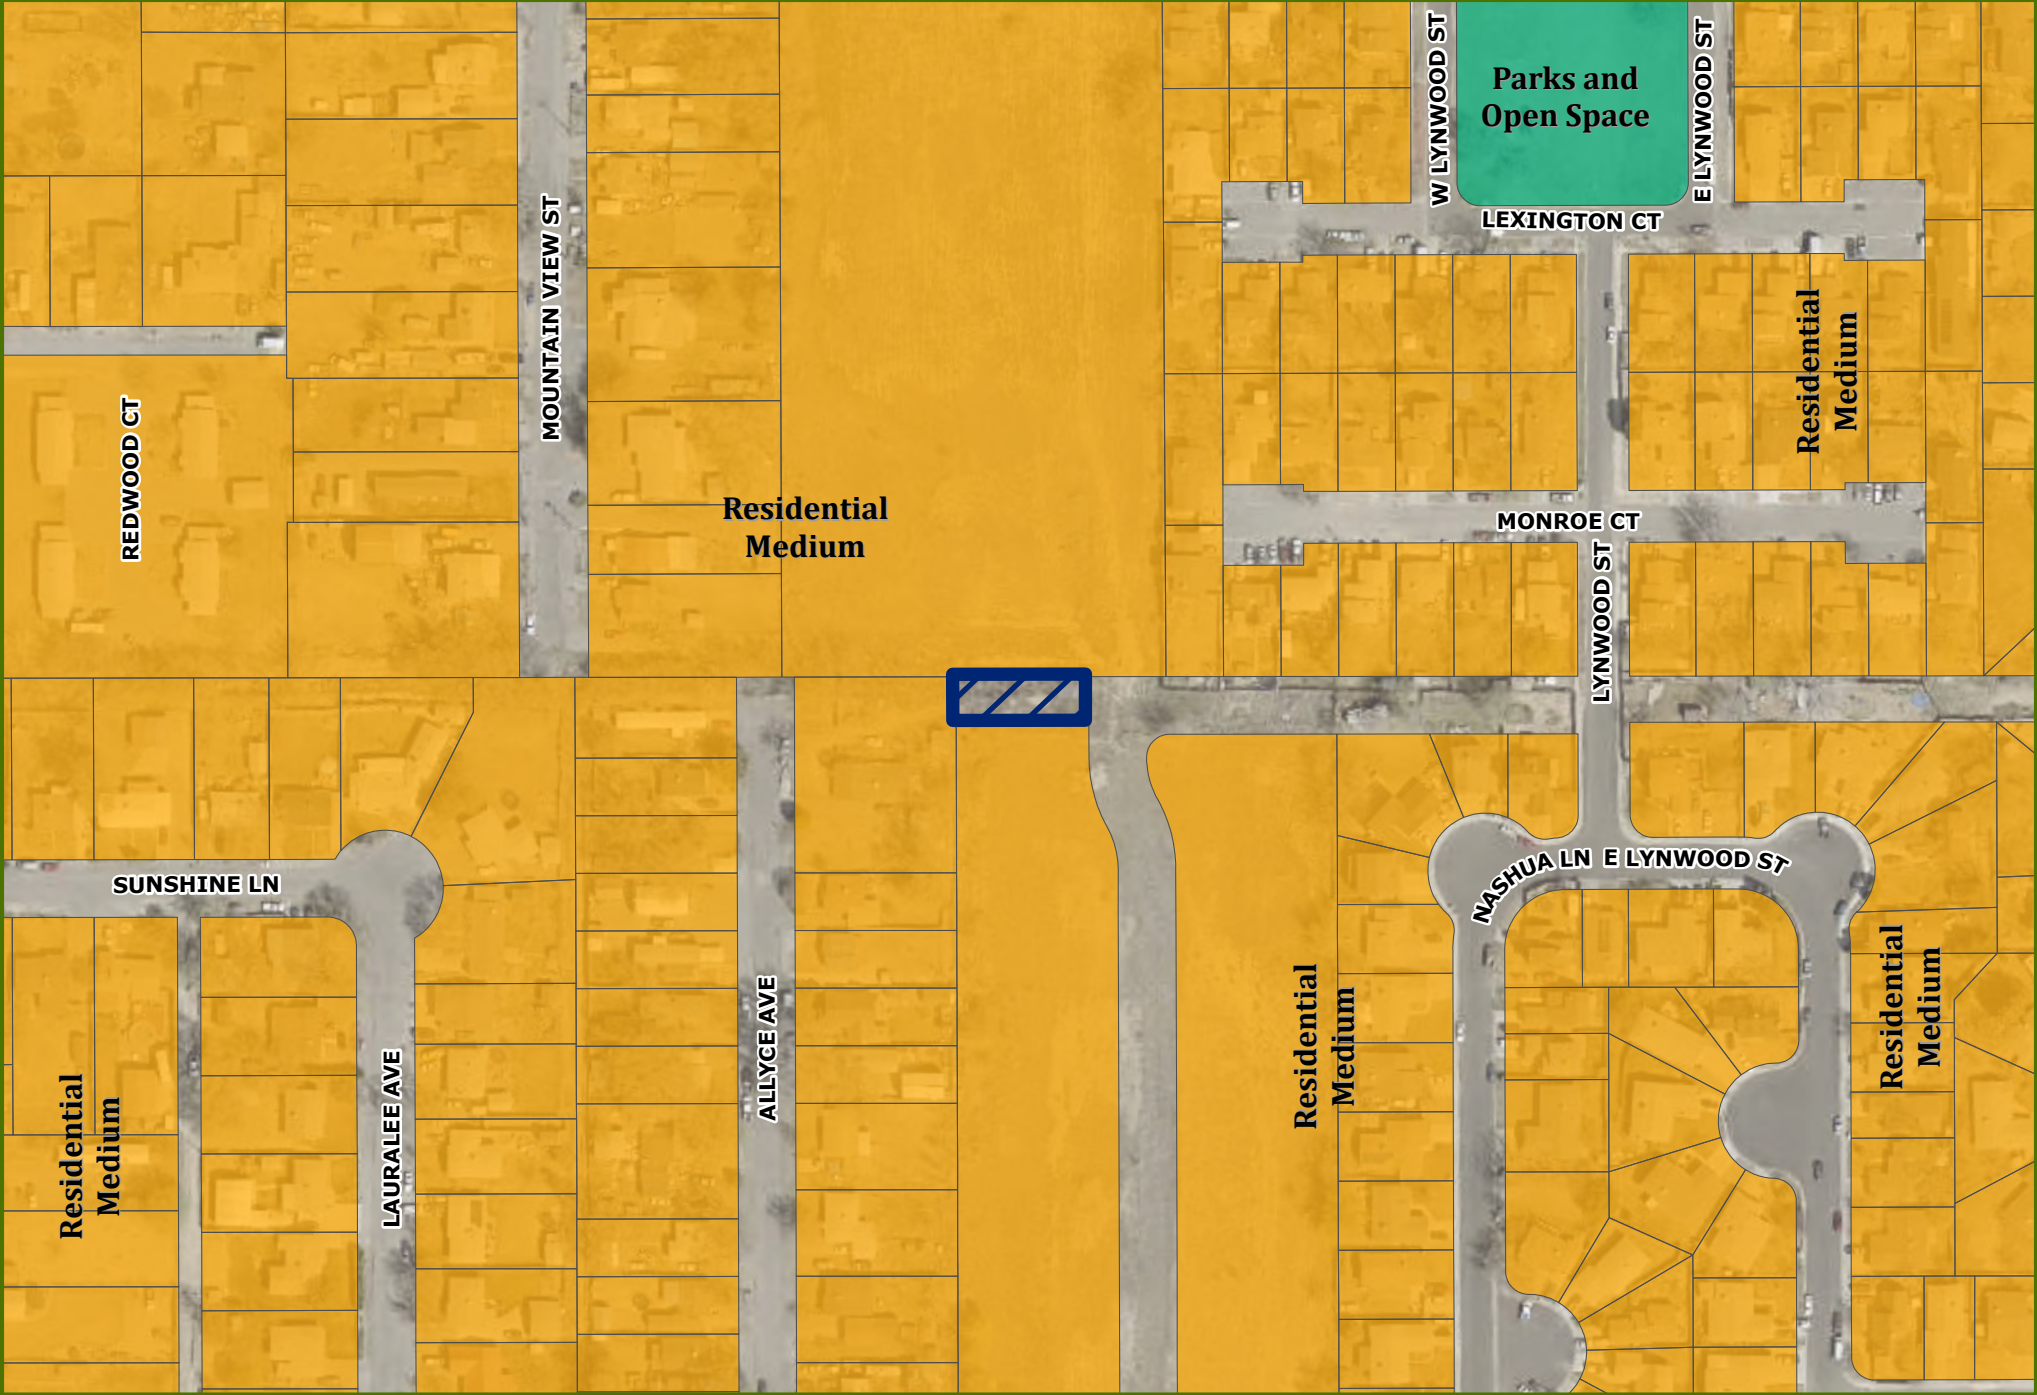 W LYNWOOD ST
Parks and
Open Space
E LYNWOOD ST
LEXINGTON CT
MOUNTAIN VIEW ST
Residential
Medium
REDWOOD CT
Residential
Medium
MONROE CT
LYNWOOD ST
SUNSHINE LN
NASHUA LN
E LYNWOOD ST
Residential
Medium
Residential
Medium
ALLYCE AVE
LAURALEE AVE
Residential
Medium